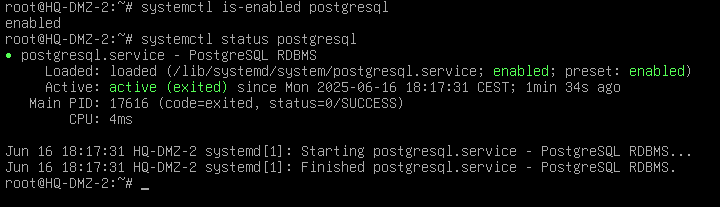 root@HQ-DMZ-2:~# systemctl is-enabled postgresql
enabled
root@HQ-DMZ-2:~# systemctl status postgresql
● postgresql.service - PostgreSQL RDBMS
     Loaded: loaded (/lib/systemd/system/postgresql.service; enabled; preset: enabled)
     Active: active (exited) since Mon 2025-06-16 18:17:31 CEST; 1min 34s ago
   Main PID: 17616 (code=exited, status=0/SUCCESS)
        CPU: 4ms

Jun 16 18:17:31 HQ-DMZ-2 systemd[1]: Starting postgresql.service - PostgreSQL RDBMS...
Jun 16 18:17:31 HQ-DMZ-2 systemd[1]: Finished postgresql.service - PostgreSQL RDBMS.
root@HQ-DMZ-2:~# _